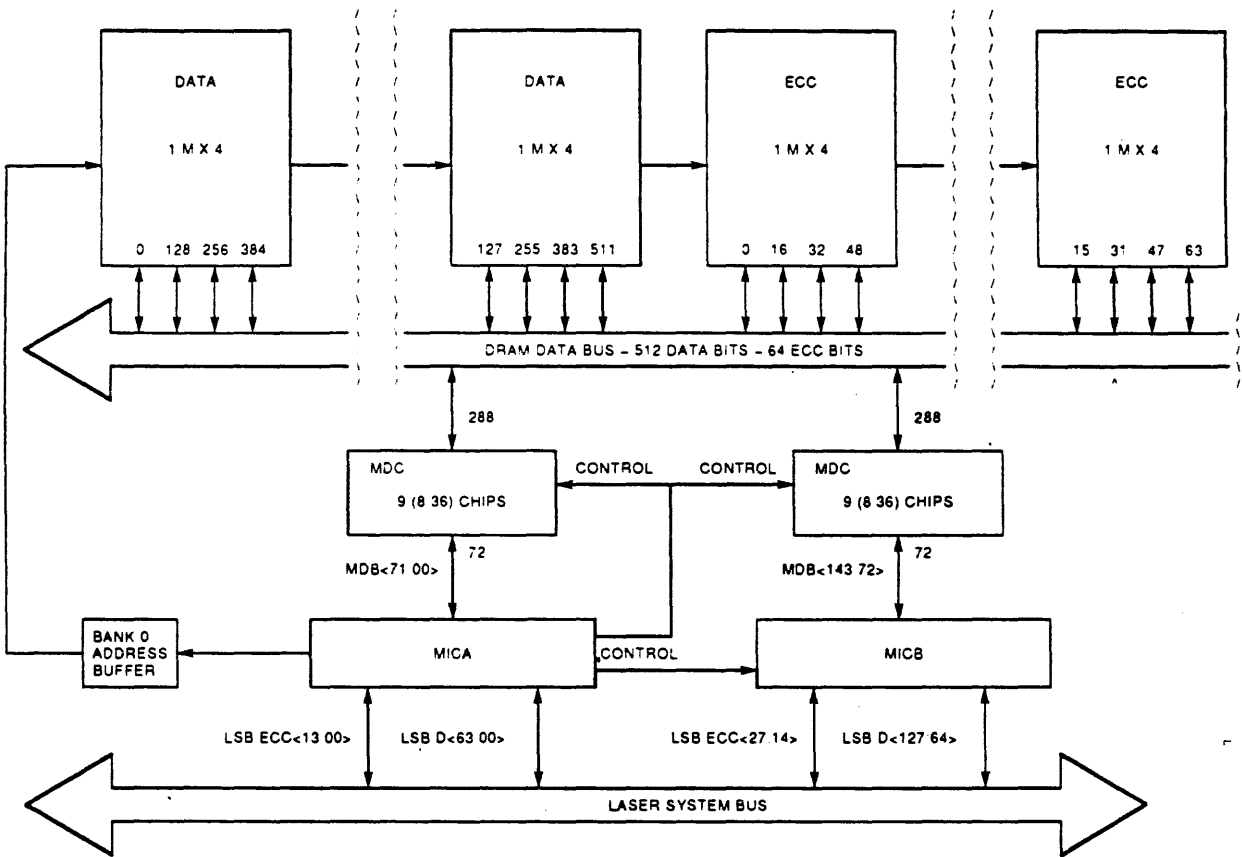 DATA
1 M X 4
0 128 256 384
DATA
1 M X 4
127 255 383 511
ECC
1 M X 4
0 16 32 48
ECC
1 M X 4
15 31 47 63
DRAM DATA BUS – 512 DATA BITS – 64 ECC BITS
288
288
MDC
9 (8 36) CHIPS
CONTROL
CONTROL
MDC
9 (8 36) CHIPS
72
MDB<71 00>
72
MDB<143 72>
BANK 0
ADDRESS
BUFFER
MICA
CONTROL
MICB
LSB ECC<13 00>
LSB D<63 00>
LSB ECC<27.14>
LSB D<127 64>
LASER SYSTEM BUS